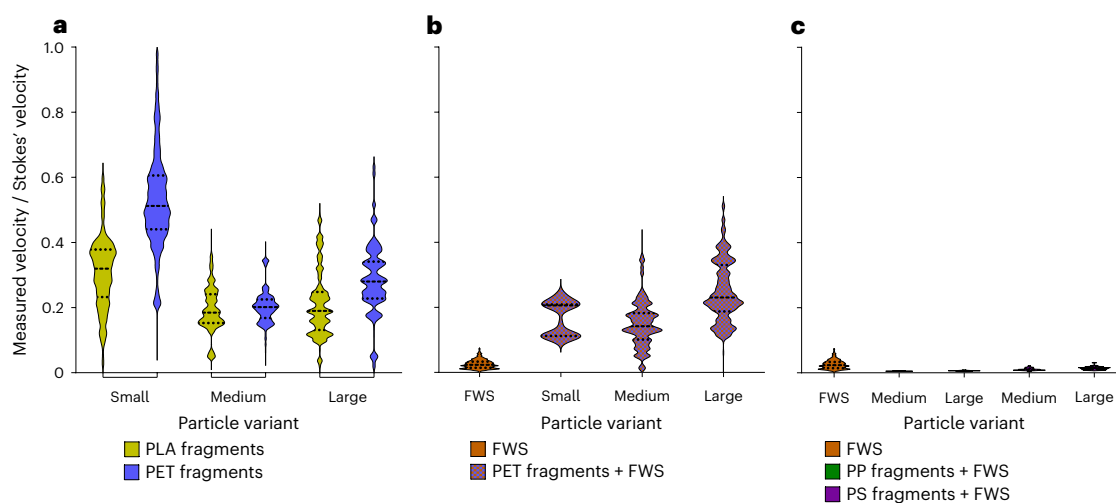 a
Measured velocity / Stokes' velocity
1.0
0.8
0.6
0.4
0.2
0
Small Medium Large
Particle variant
PLA fragments
PET fragments
b
FWS Small Medium Large
Particle variant
FWS
PET fragments + FWS
c
FWS Medium Large Medium Large
Particle variant
FWS
PP fragments + FWS
PS fragments + FWS